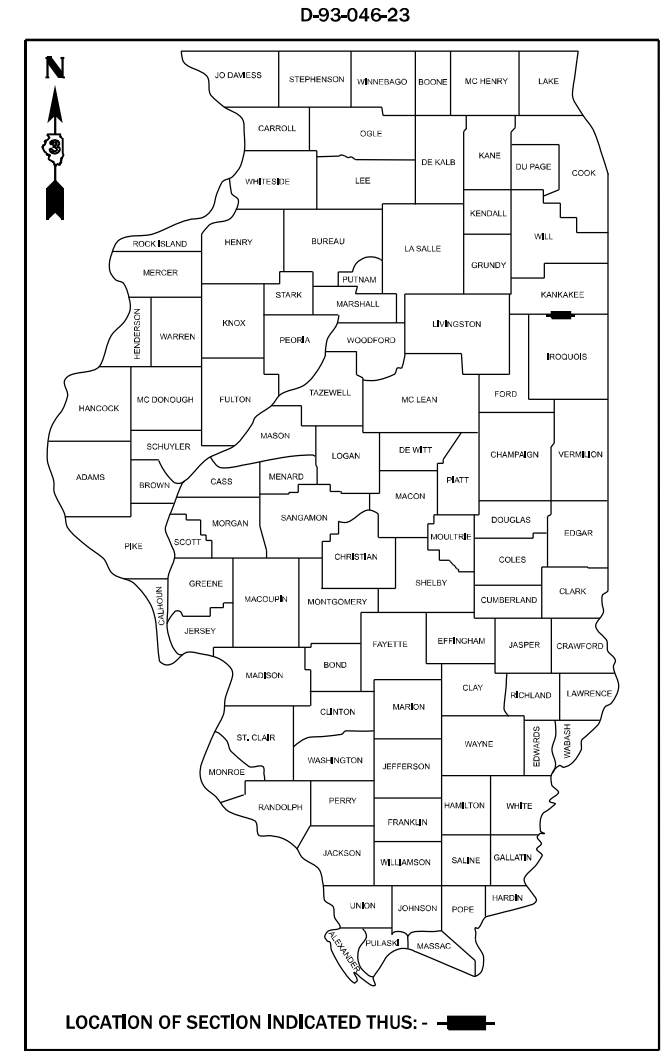 D-93-046-23
N
3
JO DAVIESS
STEPHENSON
WINNEBAGO
BOONE
MC HENRY
LAKE
CARROLL
OGLE
DE KALB
KANE
DU PAGE
COOK
WHITESIDE
LEE
KENDALL
WILL
ROCK ISLAND
HENRY
BUREAU
LA SALLE
GRUNDY
MERCER
PUTNAM
STARK
MARSHALL
KANKAKEE
HENDERSON
WARREN
KNOX
PEORIA
WOODFORD
LIVINGSTON
IROQUOIS
HANCOCK
MC DONOUGH
FULTON
TAZEWELL
MC LEAN
FORD
SCHUYLER
MASON
LOGAN
DE WITT
CHAMPAIGN
VERMILION
ADAMS
BROWN
CASS
MENARD
MACON
PIATT
PIKE
SCOTT
MORGAN
SANGAMON
CHRISTIAN
MOULTRIE
DOUGLAS
EDGAR
COLES
GREENE
CALHOUN
MACOUPIN
MONTGOMERY
SHELBY
CUMBERLAND
CLARK
JERSEY
FAYETTE
EFFINGHAM
JASPER
CRAWFORD
MADISON
BOND
CLAY
RICHLAND
LAWRENCE
CLINTON
MARION
ST. CLAIR
WAYNE
EDWARDS
WABASH
WASHINGTON
JEFFERSON
MONROE
RANDOLPH
PERRY
HAMILTON
WHITE
FRANKLIN
JACKSON
WILLIAMSON
SALINE
GALLATIN
UNION
JOHNSON
POPE
HARDIN
ALEXANDER
PULASKI
MASSAC
LOCATION OF SECTION INDICATED THUS: -